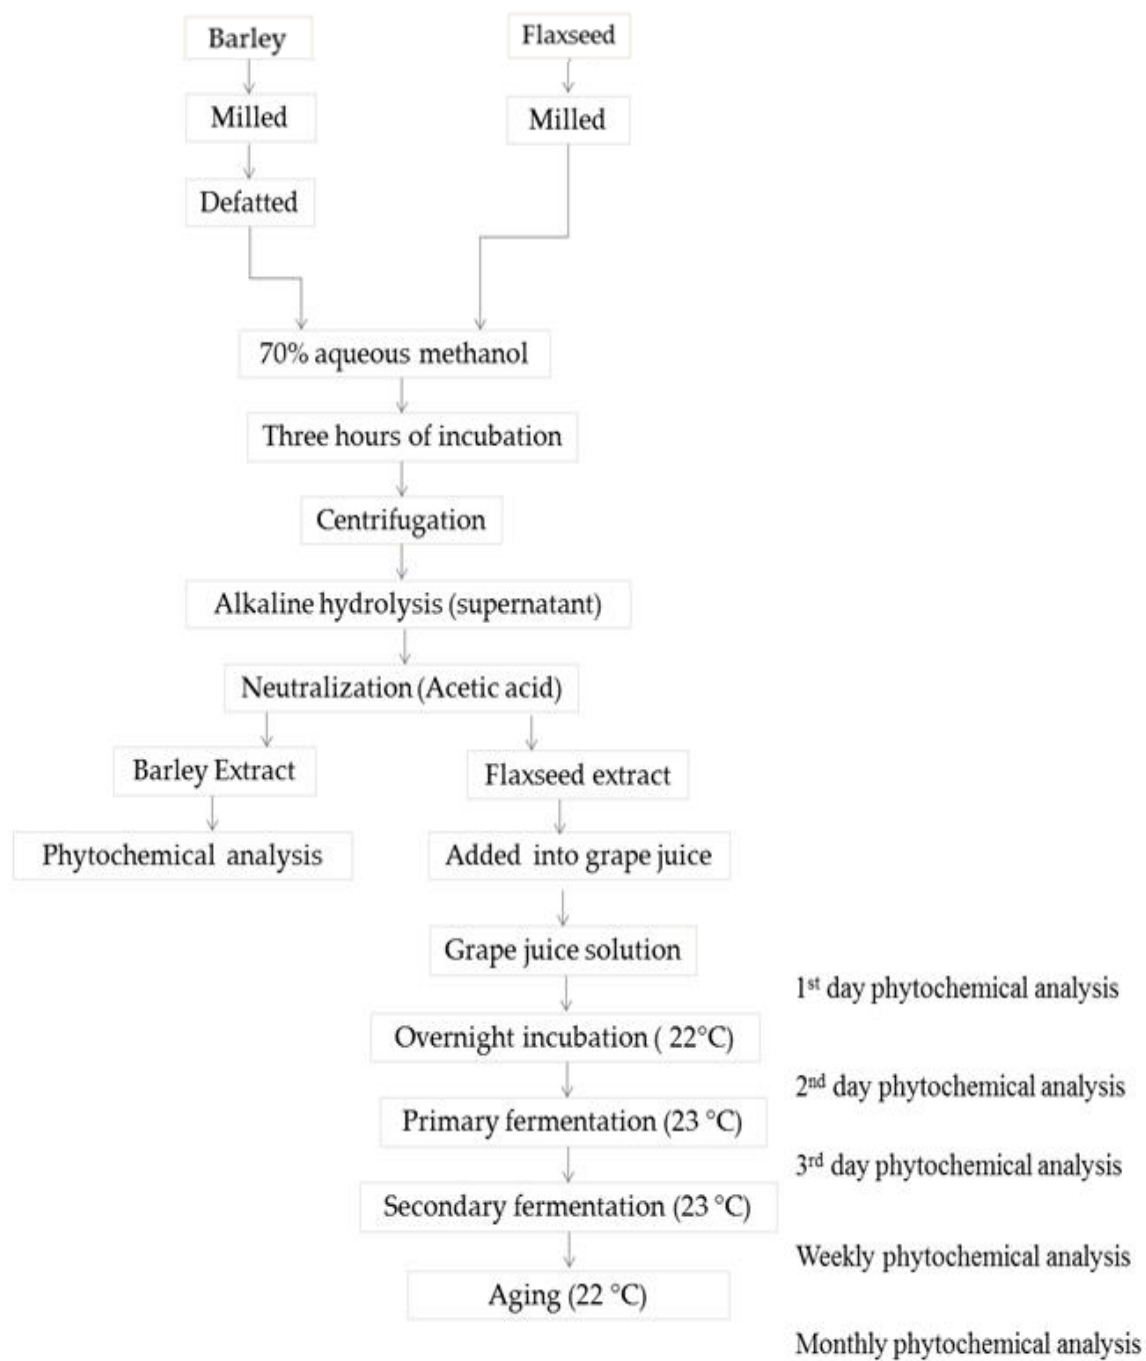 Barley
Flaxseed
Milled
Milled
Defatted
70% aqueous methanol
Three hours of incubation
Centrifugation
Alkaline hydrolysis (supernatant)
Neutralization (Acetic acid)
Barley Extract
Flaxseed extract
Phytochemical analysis
Added into grape juice
Grape juice solution
1st day phytochemical analysis
Overnight incubation ( 22°C)
2nd day phytochemical analysis
Primary fermentation (23 °C)
3rd day phytochemical analysis
Secondary fermentation (23 °C)
Weekly phytochemical analysis
Aging (22 °C)
Monthly phytochemical analysis